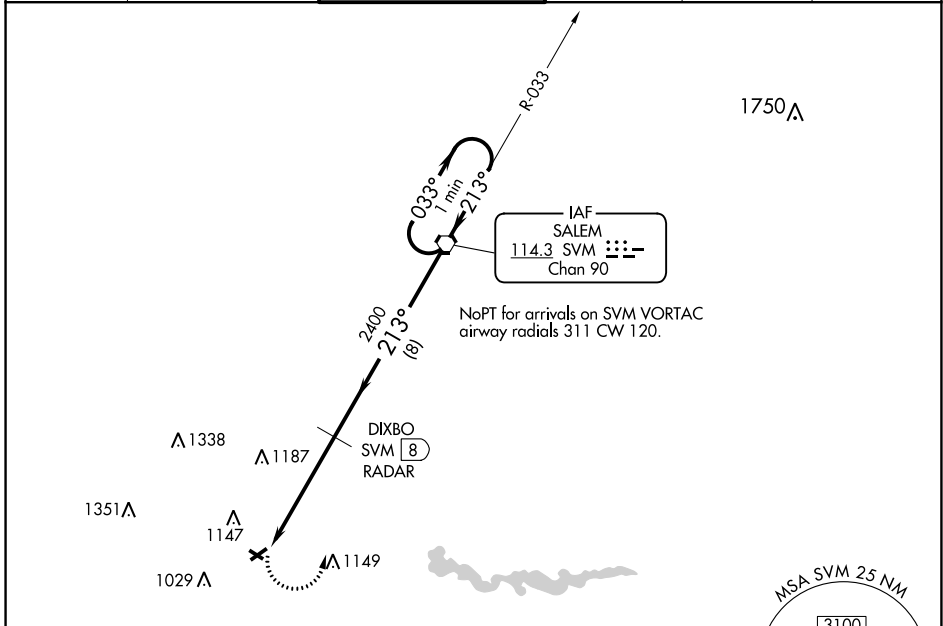 R-033
1750
033°
1 min
213°
IAF
SALEM
114.3 SVM
Chan 90
NoPT for arrivals on SVM VORTAC
airway radials 311 CW 120.
2400
213°
(8)
DIXBO
SVM 8
RADAR
1338
1187
1351
1147
1149
1029
MSA SVM 25 NM
3100